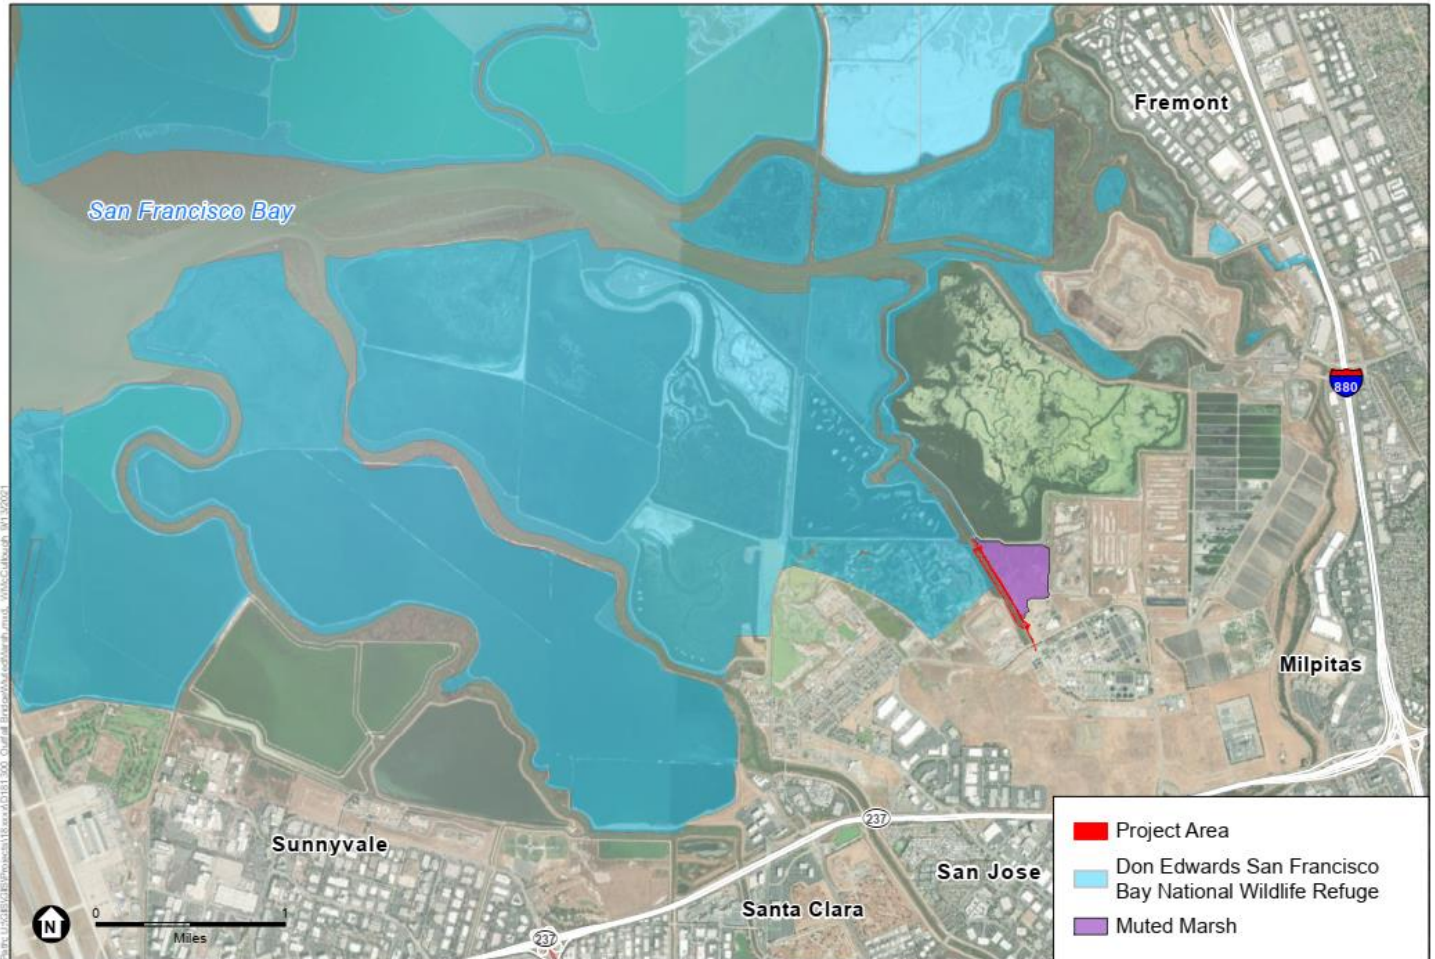 Fremont
San Francisco Bay
880
Milpitas
Sunnyvale
237
San Jose
Santa Clara
237
Project Area
Don Edwards San Francisco
Bay National Wildlife Refuge
Muted Marsh
N
0 1
Miles